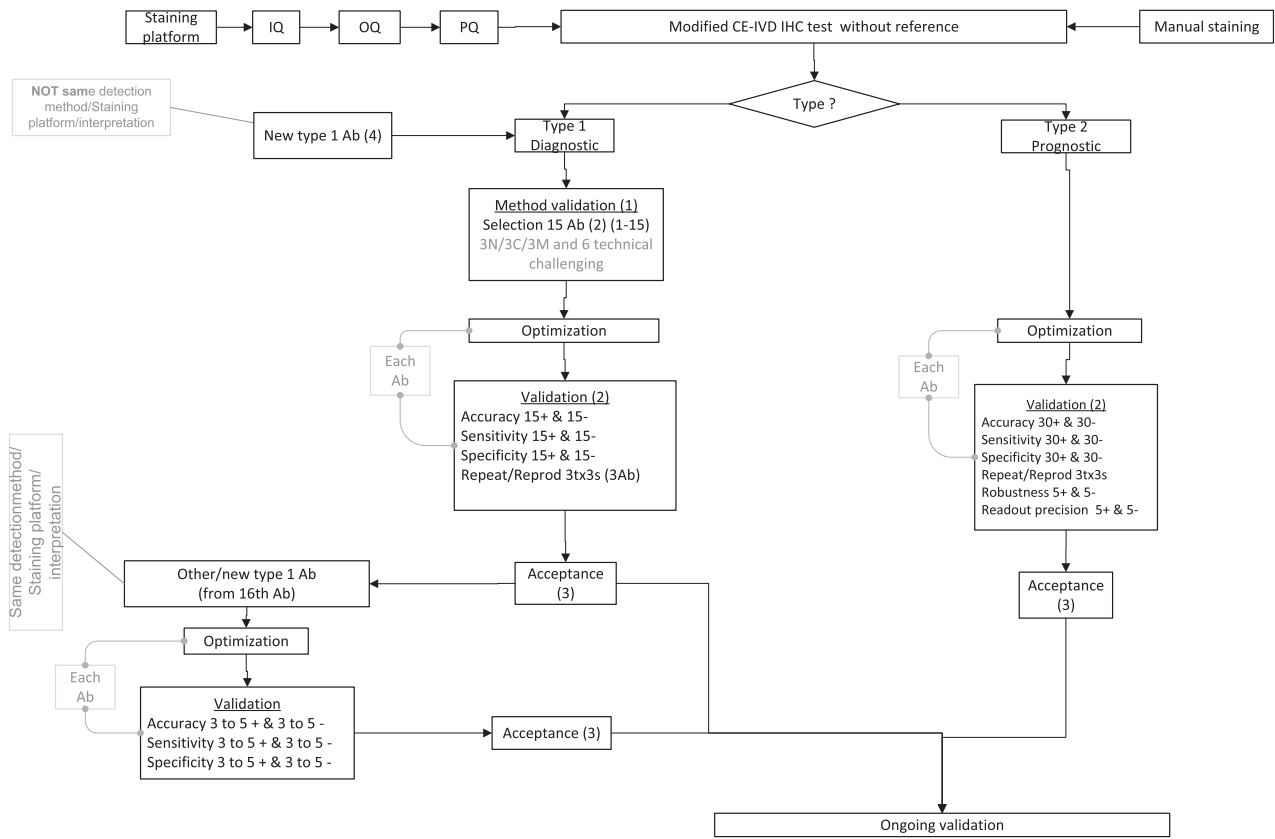 Staining
platform
IQ
OQ
PQ
Modified CE-IVD IHC test without reference
Manual staining
NOT same detection
method/Staining
platform/interpretation
Type ?
New type 1 Ab (4)
Type 1
Diagnostic
Type 2
Prognostic
Method validation (1)
Selection 15 Ab (2) (1-15)
3N/3C/3M and 6 technical
challenging
Optimization
Each
Ab
Validation (2)
Accuracy 15+ & 15-
Sensitivity 15+ & 15-
Specificity 15+ & 15-
Repeat/Reprod 3tx3s (3Ab)
Optimization
Each
Ab
Validation (2)
Accuracy 30+ & 30-
Sensitivity 30+ & 30-
Specificity 30+ & 30-
Repeat/Reprod 3tx3s
Robustness 5+ & 5-
Readout precision 5+ & 5-
Same detectionmethod/
Staining platform/
interpretation
Other/new type 1 Ab
(from 16th Ab)
Acceptance
(3)
Acceptance
(3)
Optimization
Each
Ab
Validation
Accuracy 3 to 5 + & 3 to 5 -
Sensitivity 3 to 5 + & 3 to 5 -
Specificity 3 to 5 + & 3 to 5 -
Acceptance (3)
Ongoing validation